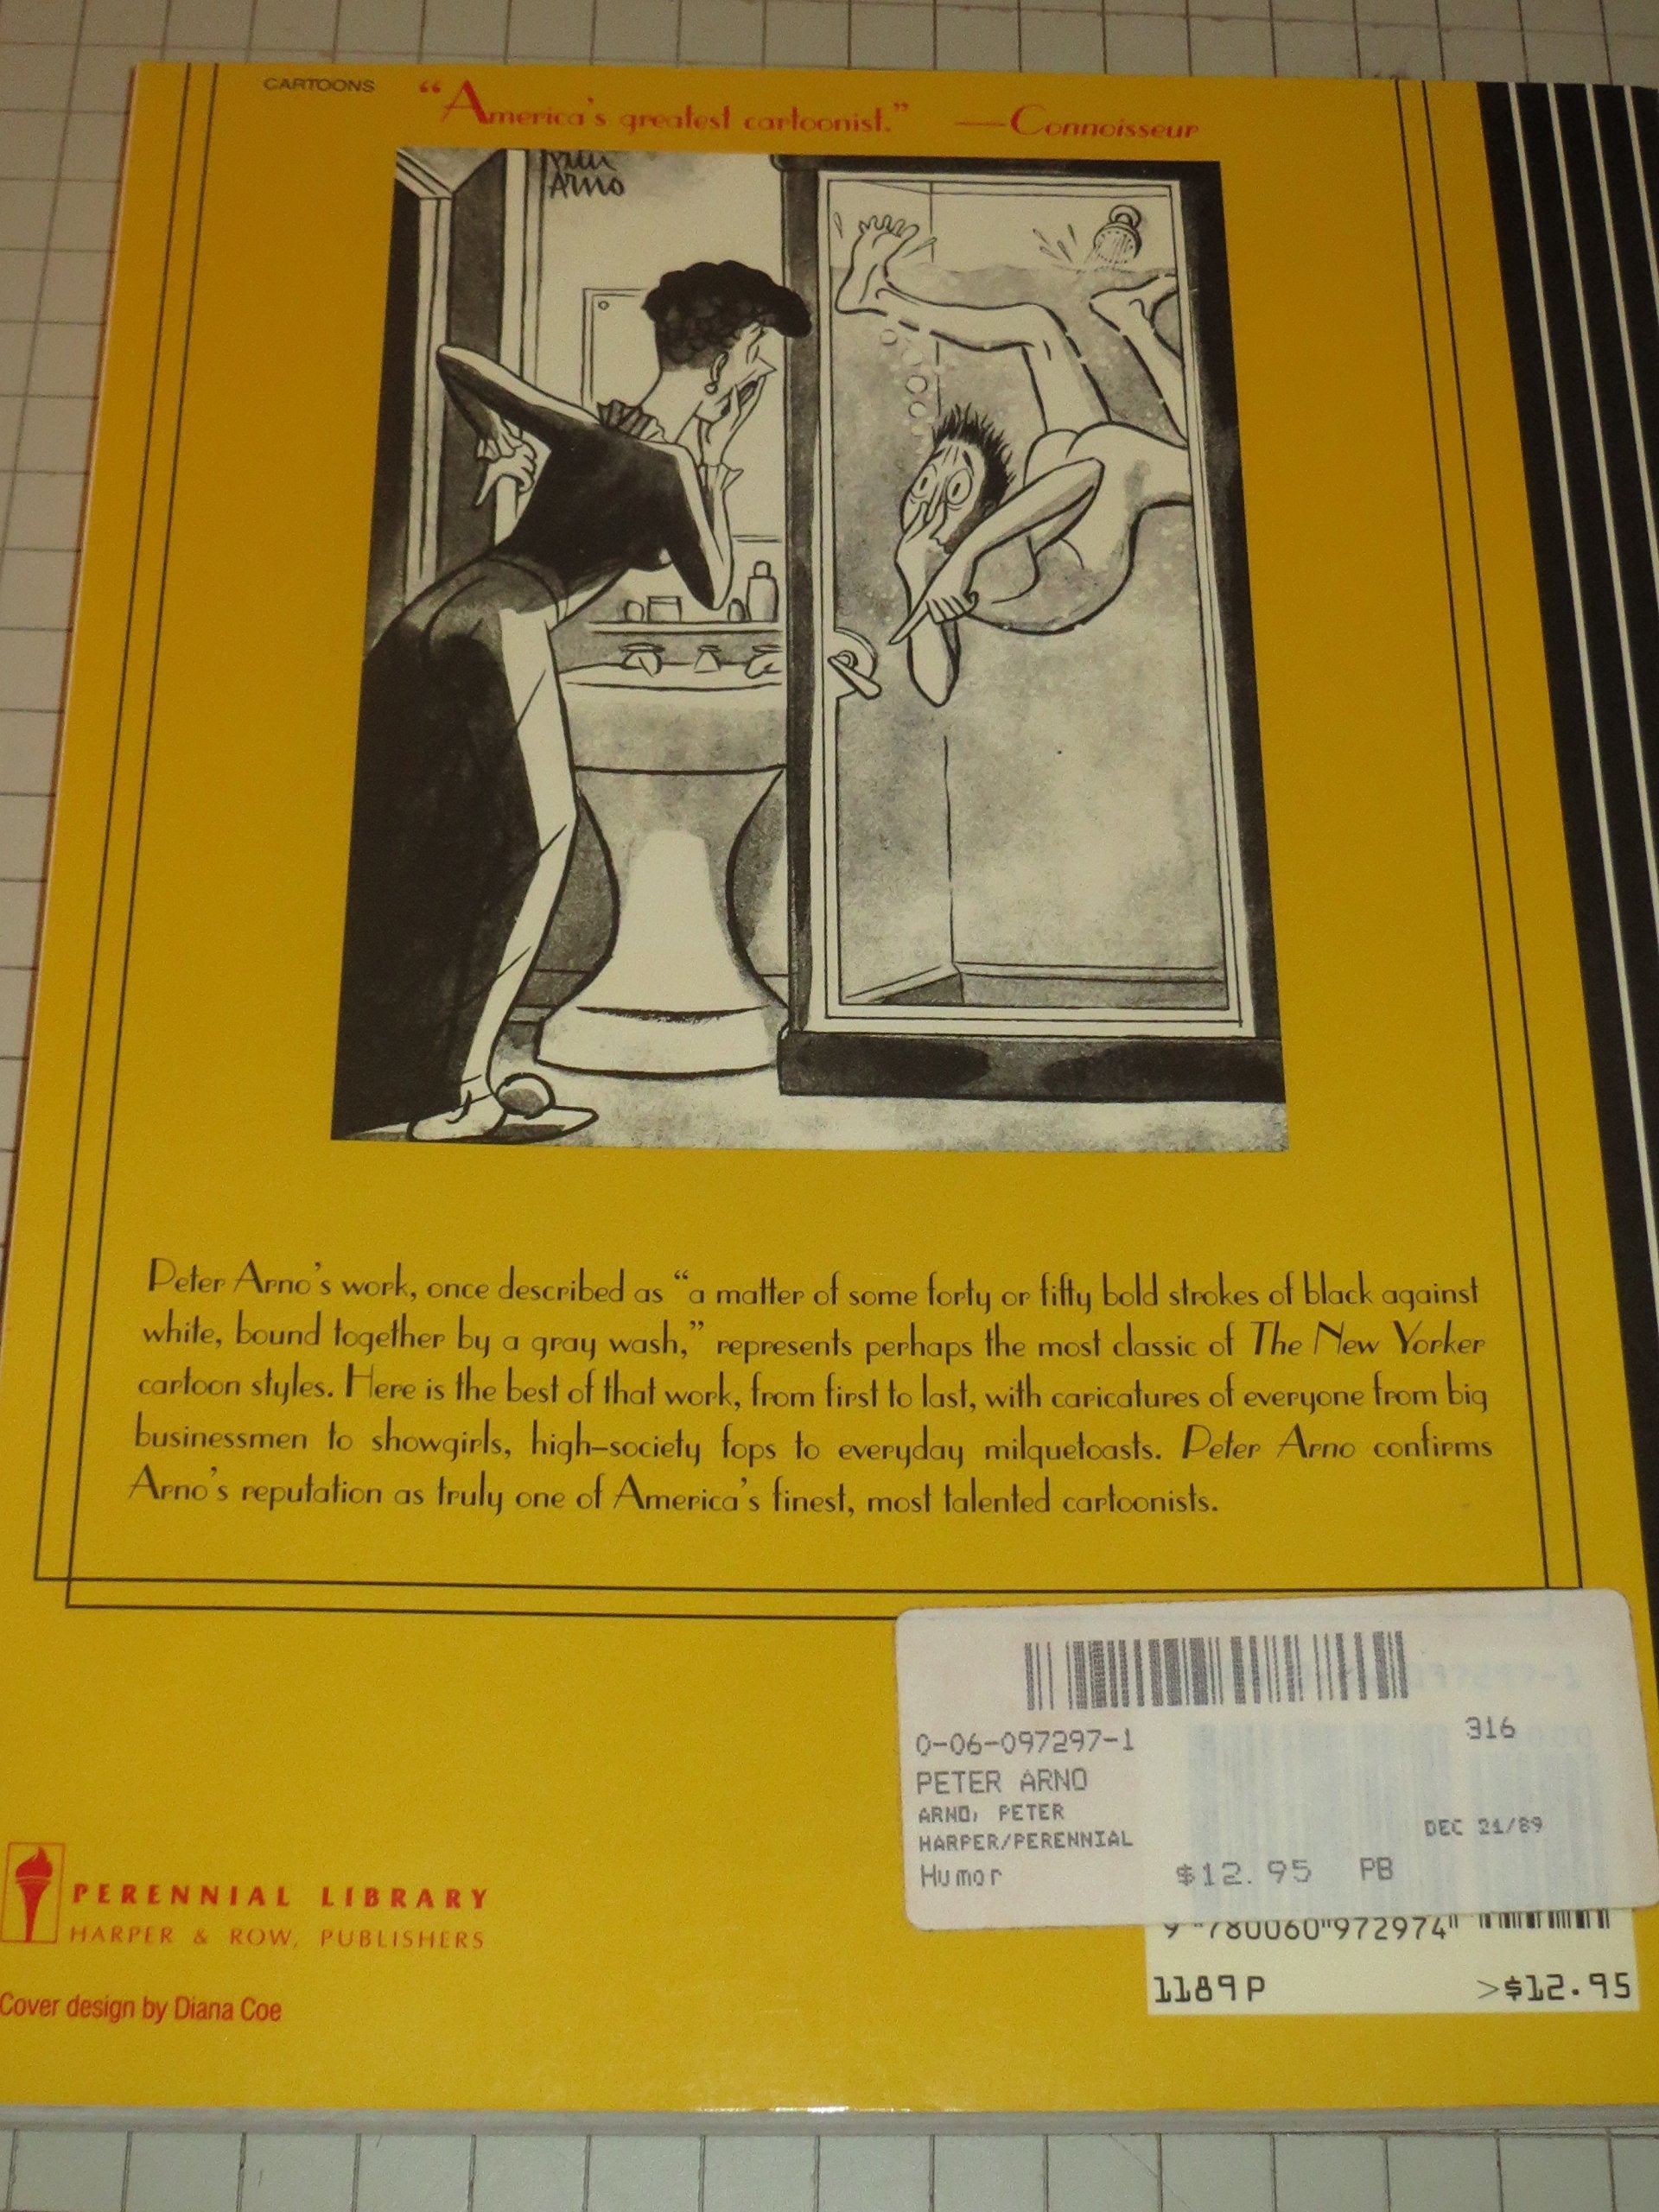 CARTOONS
“America's greatest cartoonist.” —Connoisseur
ARNO
Peter Arno's work, once described as “a matter of some forty or fifty bold strokes of black against
white, bound together by a gray wash,” represents perhaps the most classic of The New Yorker
cartoon styles. Here is the best of that work, from first to last, with caricatures of everyone from big
businessmen to showgirls, high-society fops to everyday milquetoasts. Peter Arno confirms
Arno's reputation as truly one of America's finest, most talented cartoonists.
0-06-097297-1 316
PETER ARNO
ARNO, PETER
HARPER/PERENNIAL DEC 21/89
Humor $12.95 PB
9 780060 972974
1189P >$12.95
PERENNIAL LIBRARY
HARPER & ROW, PUBLISHERS
Cover design by Diana Coe